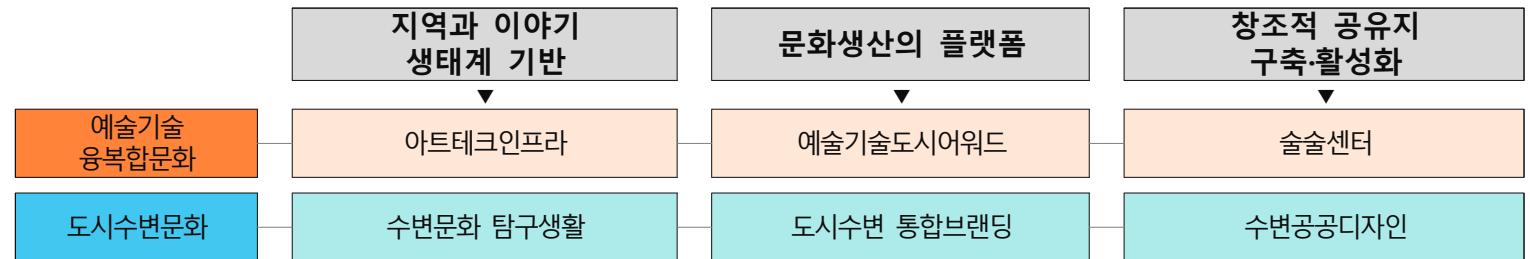 지역과 이야기
생태계 기반
문화생산의 플랫폼
창조적 공유지
구축·활성화
▼ ▼ ▼
예술기술
융복합문화
아트테크인프라
예술기술도시어워드
술술센터
도시수변문화
수변문화 탐구생활
도시수변 통합브랜딩
수변공공디자인